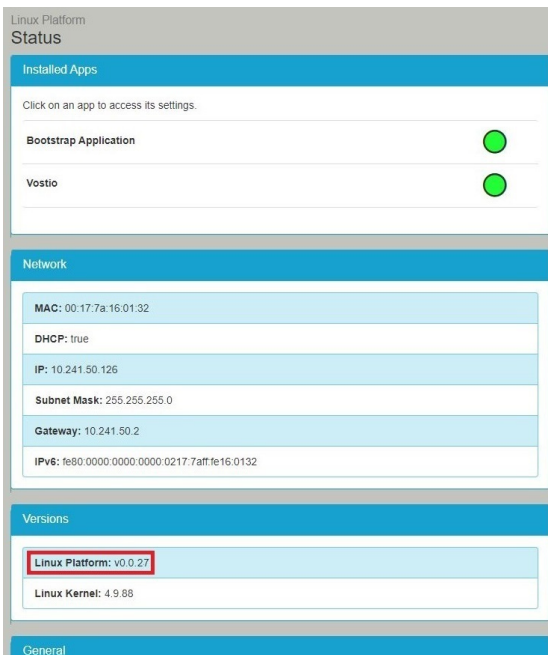 Linux Platform
Status
Installed Apps
Click on an app to access its settings.
Bootstrap Application
Vostio
Network
MAC: 00:17:7a:16:01:32
DHCP: true
IP: 10.241.50.126
Subnet Mask: 255.255.255.0
Gateway: 10.241.50.2
IPv6: fe80:0000:0000:0000:0217:7aff:fe16:0132
Versions
Linux Platform: v0.0.27
Linux Kernel: 4.9.88
General